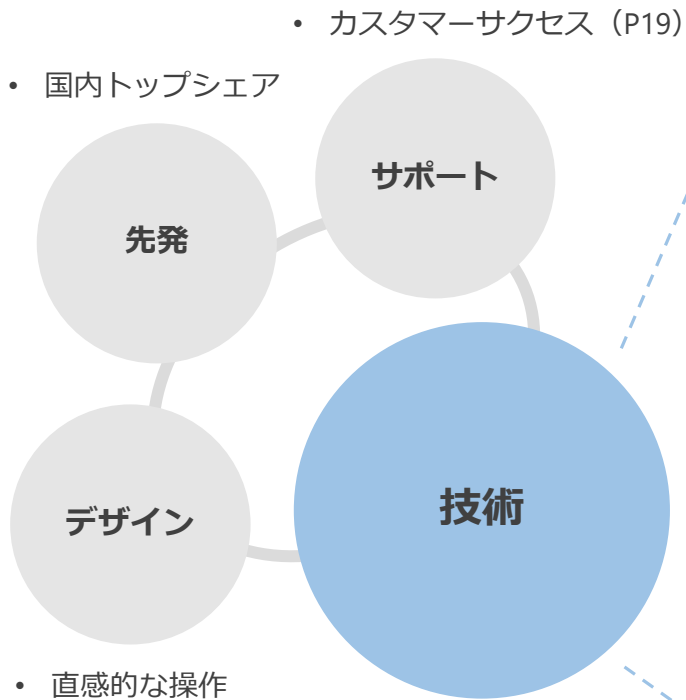 • カスタマーサクセス（P19）
• 国内トップシェア
サポート
先発
技術
デザイン
• 直感的な操作